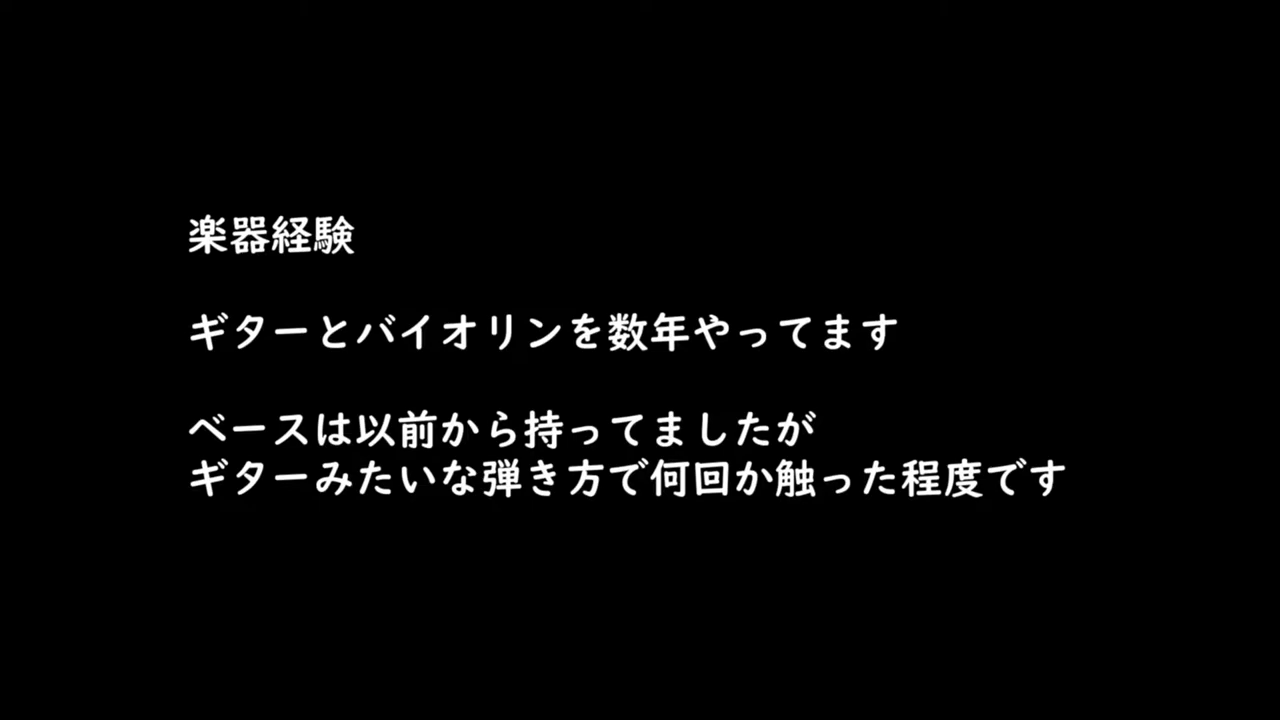 楽器経験
ギターとバイオリンを数年やってます
ベースは以前から持ってましたが
ギターみたいな弾き方で何回か触った程度です